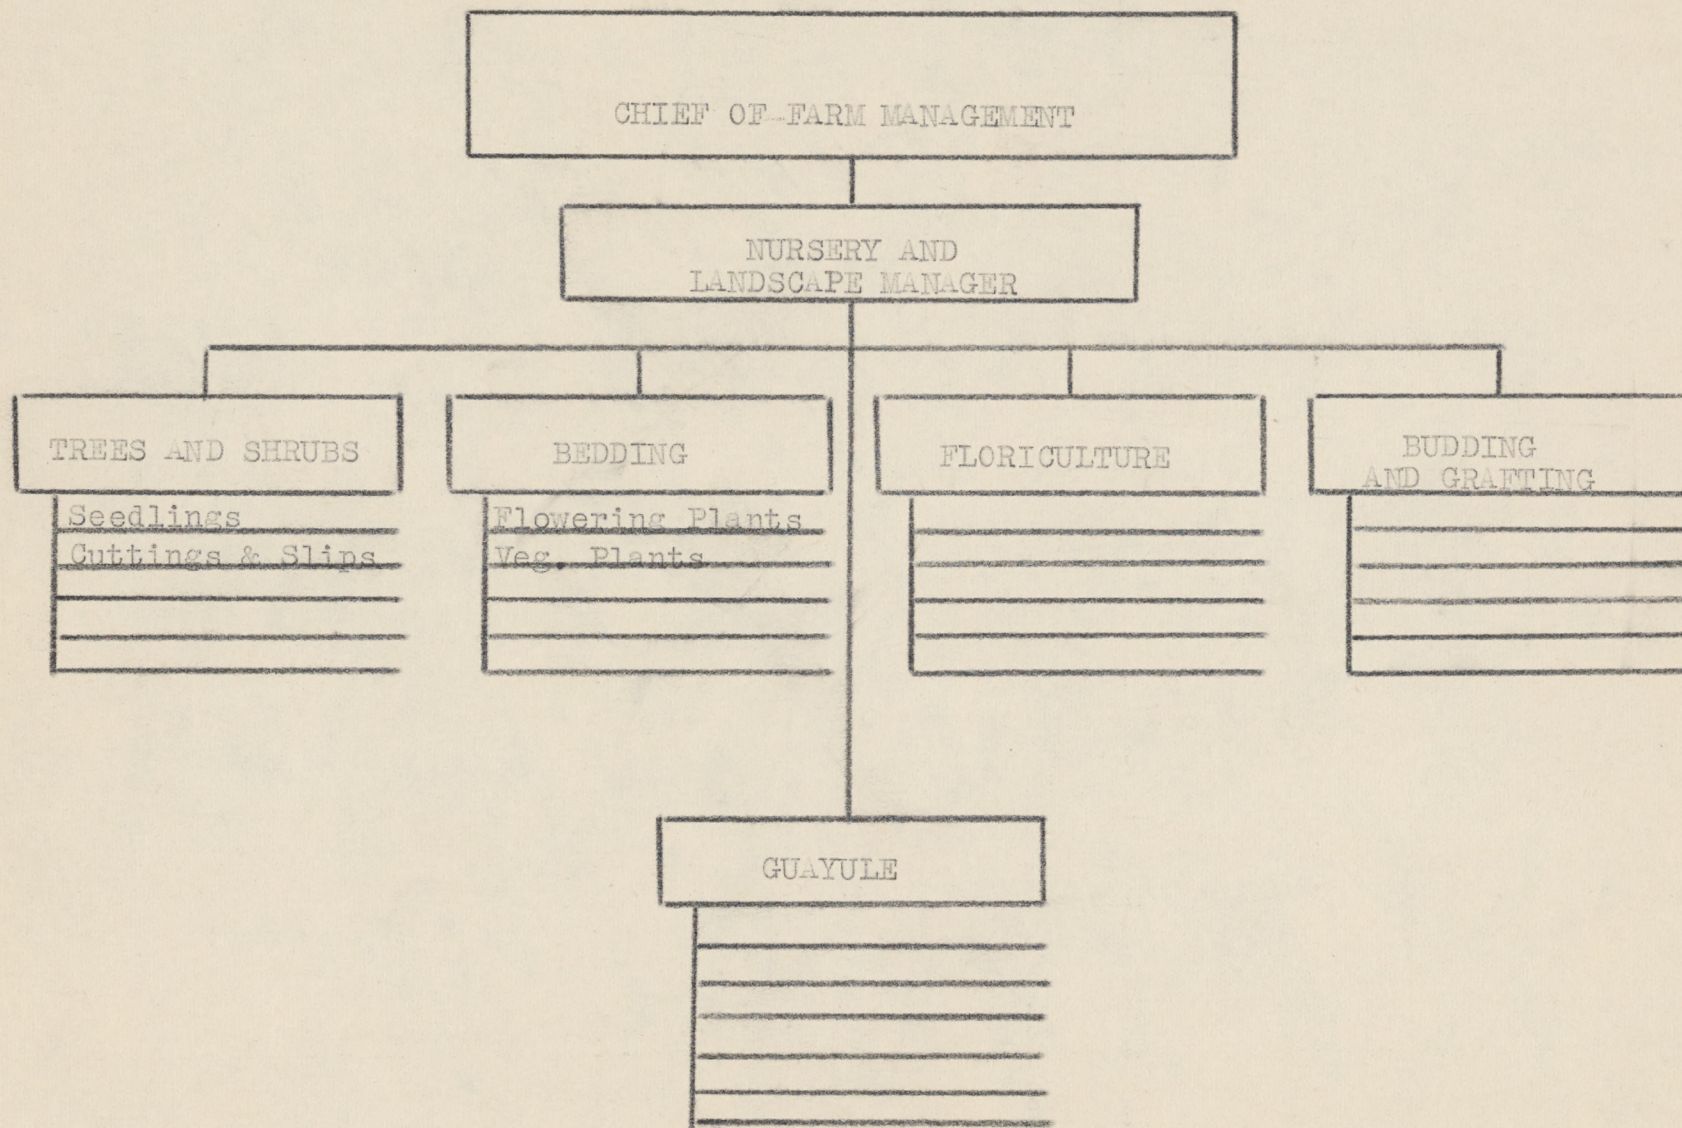 CHIEF OF FARM MANAGEMENT
NURSERY AND
LANDSCAPE MANAGER
TREES AND SHRUBS
Seedlings
Cuttings & Slips
BEDDING
Flowering Plants
Veg. Plants
FLORICULTURE
BUDDING
AND GRAFTING
GUAYULE